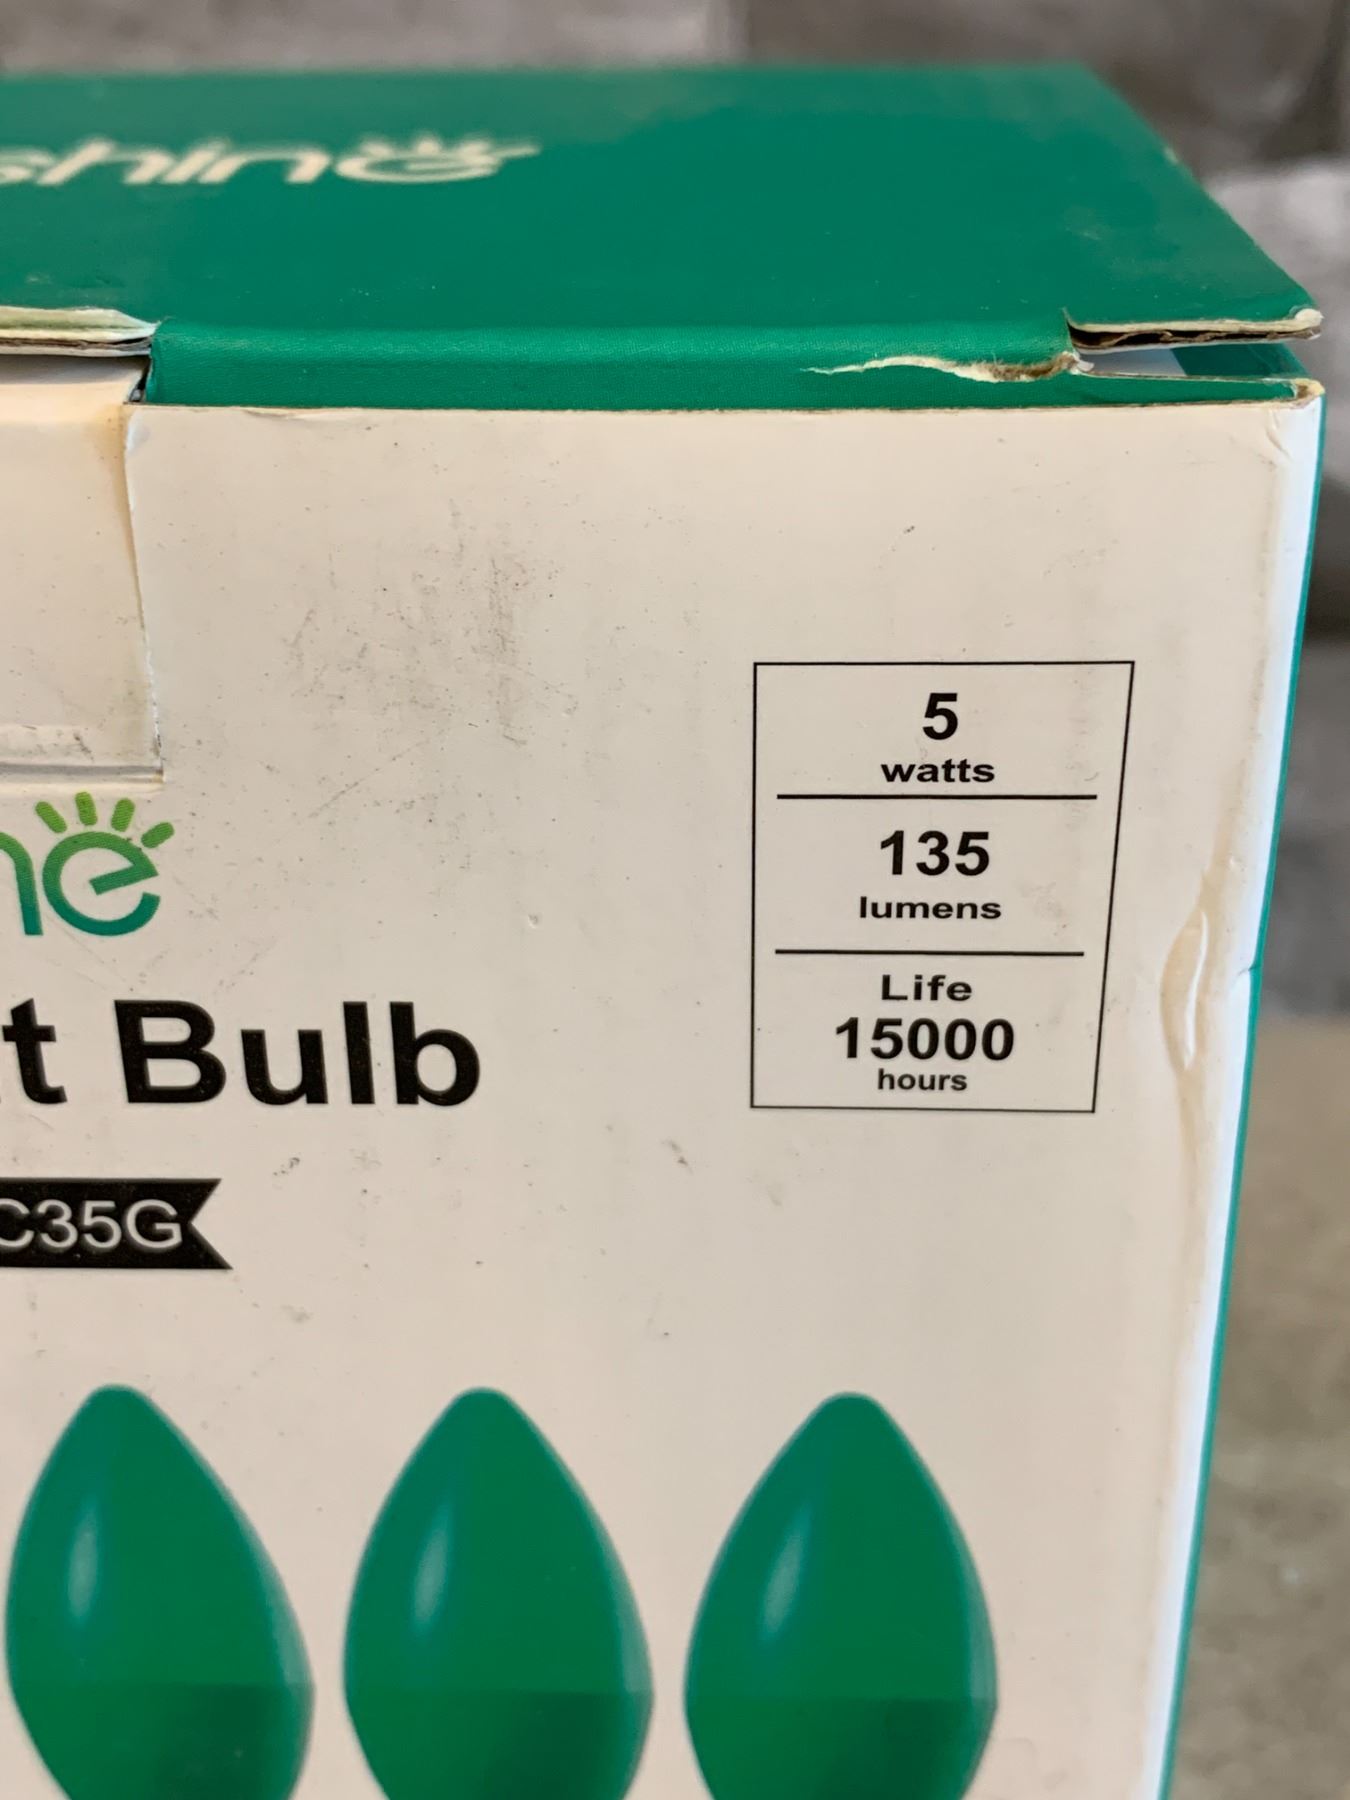 shine
ne
5
watts
135
lumens
Life
15000
hours
t Bulb
C35G